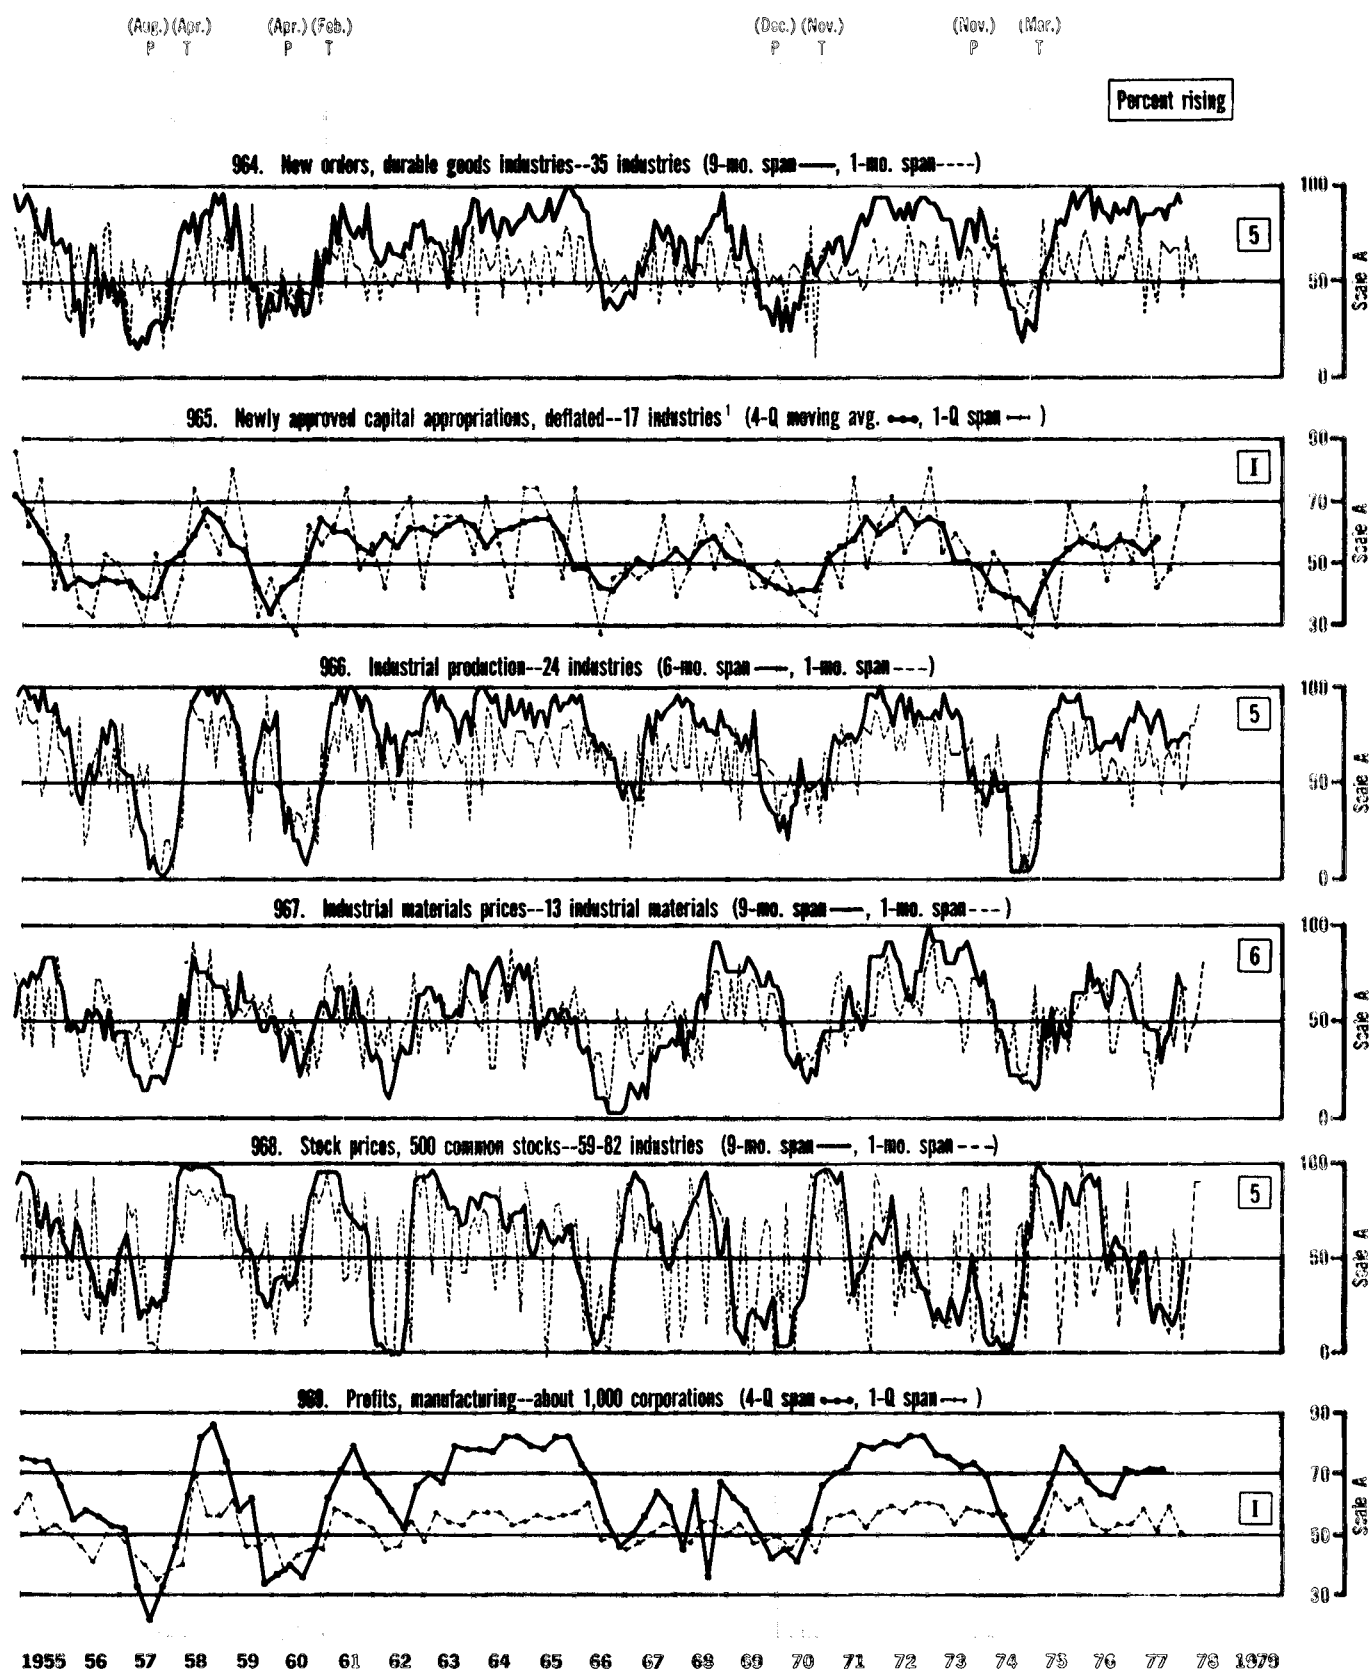 (Aug.) (Apr.) (Apr.) (Feb.) (Dec.) (Nov.) (Nov.) (Mar.)
P T P T P T P T
Percent rising
964. New orders, durable goods industries--35 industries (9-mo. span——, 1-mo. span----)
100
5
50
0
Scale A
965. Newly approved capital appropriations, deflated--17 industries¹ (4-Q moving avg. •–•–•, 1-Q span •--•)
90
I
70
50
30
Scale A
966. Industrial production--24 industries (6-mo. span——, 1-mo. span---)
100
5
50
0
Scale A
967. Industrial materials prices--13 industrial materials (9-mo. span——, 1-mo. span---)
100
6
50
0
Scale A
968. Stock prices, 500 common stocks--59-82 industries (9-mo. span——, 1-mo. span---)
100
5
50
0
Scale A
969. Profits, manufacturing--about 1,000 corporations (4-Q span •–•–•, 1-Q span •--•)
90
70
I
50
30
Scale A
1955 56 57 58 59 60 61 62 63 64 65 66 67 68 69 70 71 72 73 74 75 76 77 78 1979